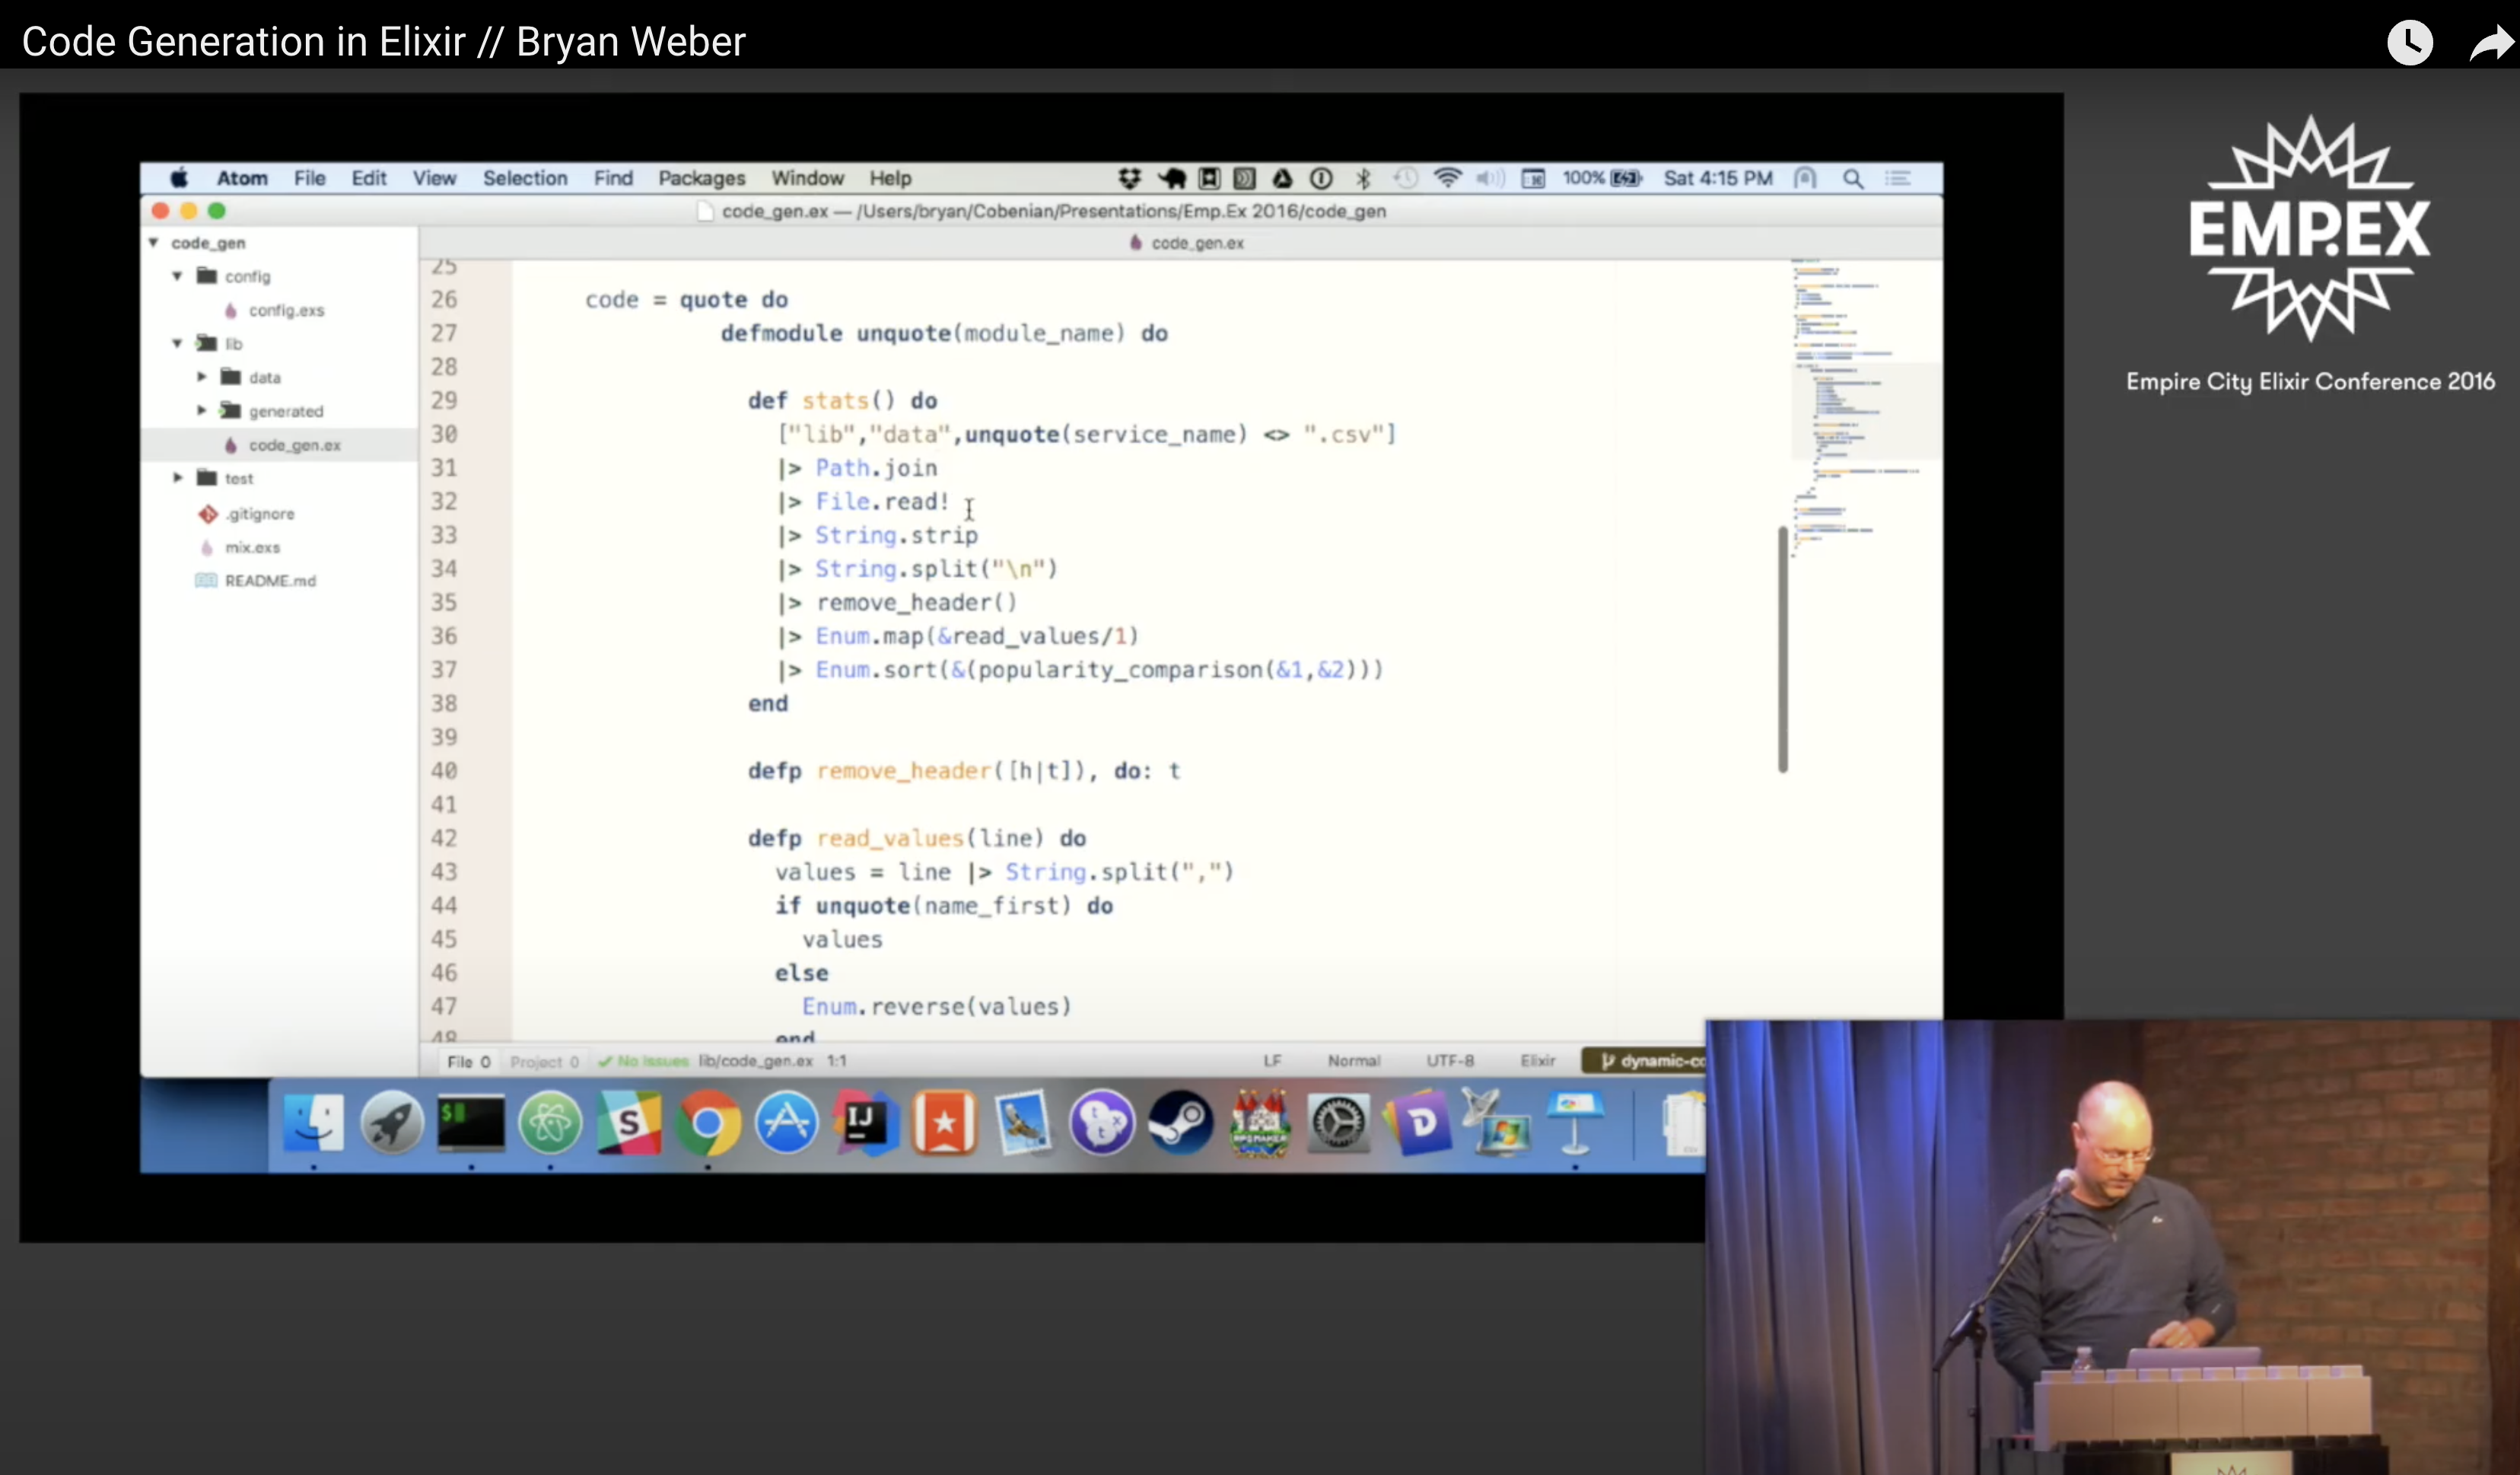 Code Generation in Elixir // Bryan Weber
Atom File Edit View Selection Find Packages Window Help 100% Sat 4:15 PM
code_gen.ex — /Users/bryan/Cobenian/Presentations/Emp.Ex 2016/code_gen
code_gen
config
config.exs
lib
data
generated
code_gen.ex
test
.gitignore
mix.exs
README.md
code_gen.ex
25
26 code = quote do
27 defmodule unquote(module_name) do
28
29 def stats() do
30 ["lib","data",unquote(service_name) <> ".csv"]
31 |> Path.join
32 |> File.read!
33 |> String.strip
34 |> String.split("\n")
35 |> remove_header()
36 |> Enum.map(&read_values/1)
37 |> Enum.sort(&(popularity_comparison(&1,&2)))
38 end
39
40 defp remove_header([h|t]), do: t
41
42 defp read_values(line) do
43 values = line |> String.split(",")
44 if unquote(name_first) do
45 values
46 else
47 Enum.reverse(values)
48 end
File 0 Project 0 No Issues lib/code_gen.ex 1:1 LF Normal UTF-8 Elixir dynamic-co
$
S
IJ
t x t
RPG MAKER
D
EMP.EX
Empire City Elixir Conference 2016